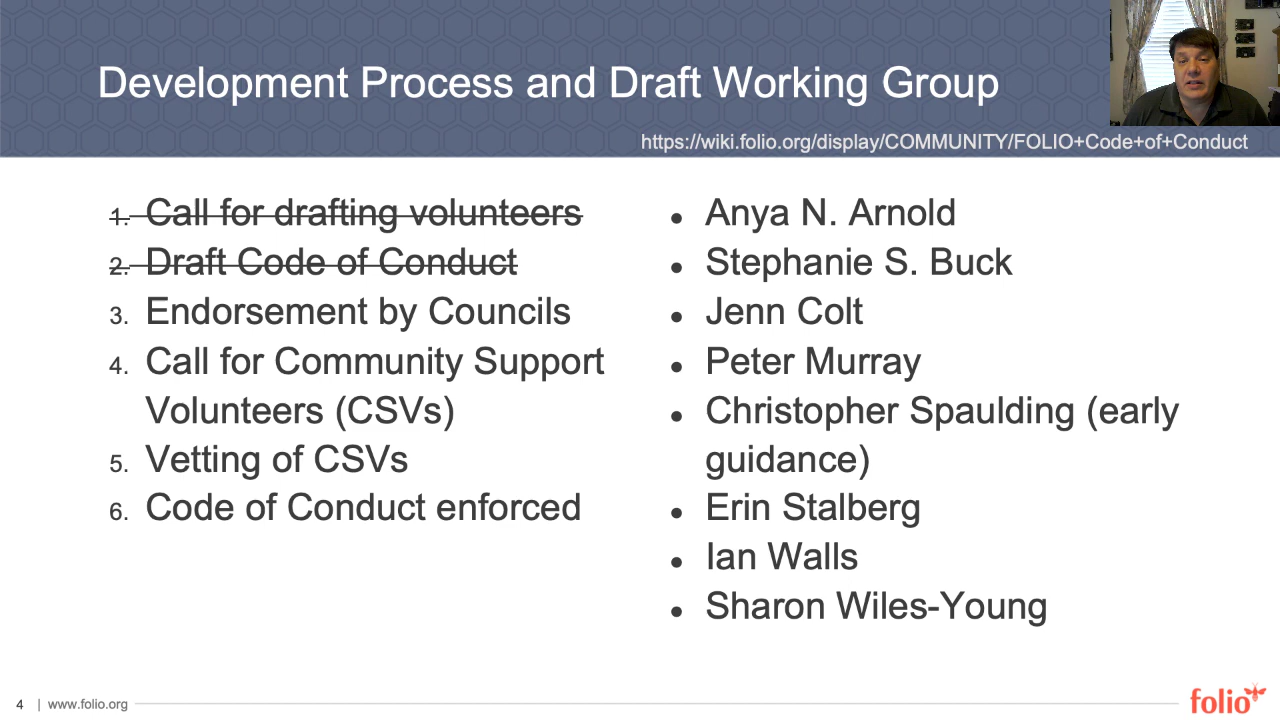 Development Process and Draft Working Group
https://wiki.folio.org/display/COMMUNITY/FOLIO+Code+of+Conduct
1. Call for drafting volunteers
2. Draft Code of Conduct
3. Endorsement by Councils
4. Call for Community Support
Volunteers (CSVs)
5. Vetting of CSVs
6. Code of Conduct enforced
● Anya N. Arnold
● Stephanie S. Buck
● Jenn Colt
● Peter Murray
● Christopher Spaulding (early
guidance)
● Erin Stalberg
● Ian Walls
● Sharon Wiles-Young
4 | www.folio.org
folio